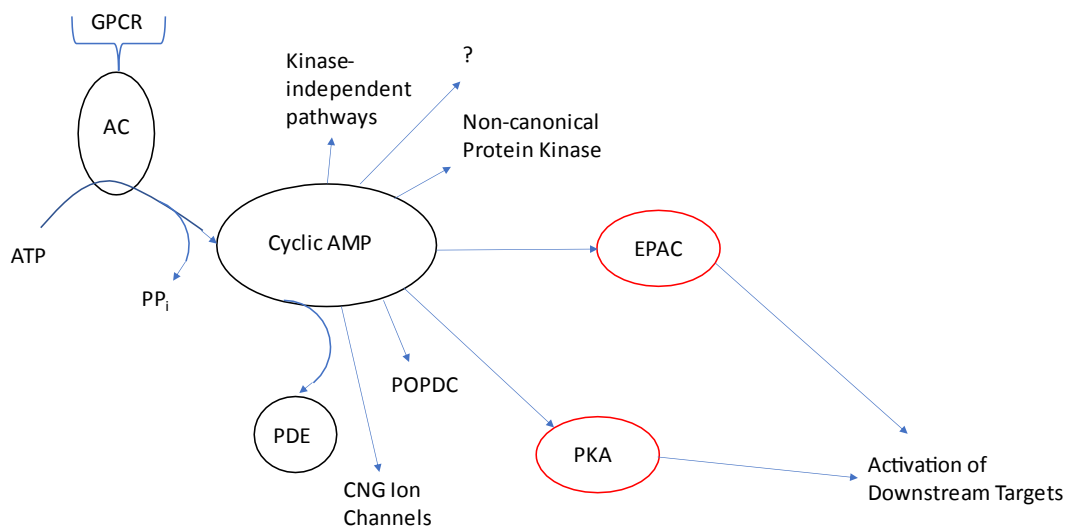 GPCR
AC
ATP
PPi
Kinase-
independent
pathways
?
Non-canonical
Protein Kinase
Cyclic AMP
EPAC
POPDC
PDE
CNG Ion
Channels
PKA
Activation of
Downstream Targets